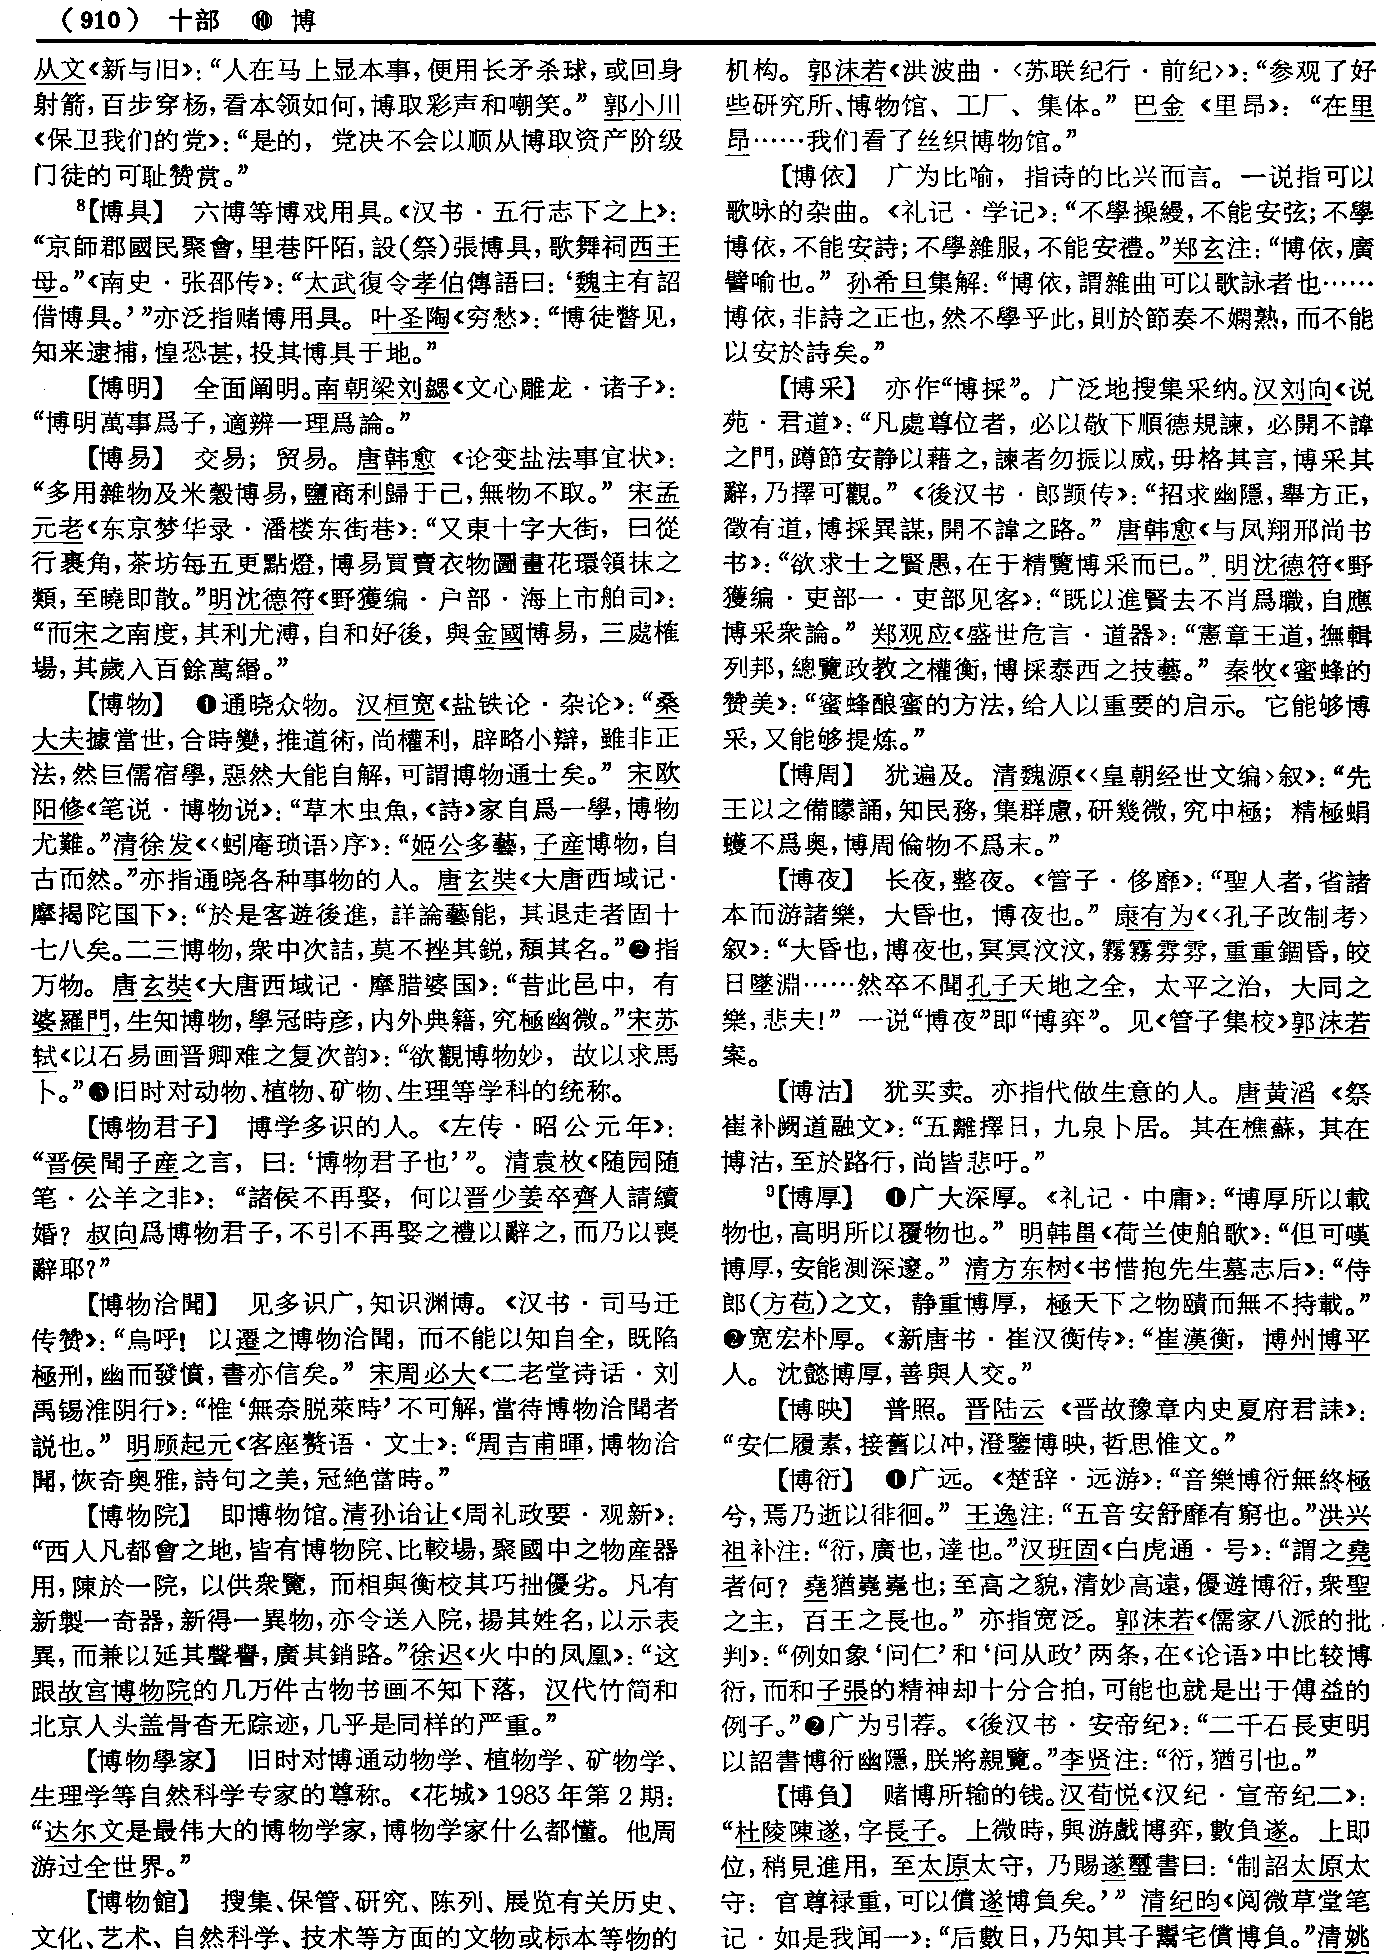 （910） 十部 ⑩ 博
从文《新与旧》：“人在马上显本事，便用长矛杀球，或回身
射箭，百步穿杨，看本领如何，博取彩声和嘲笑。” 郭小川
《保卫我们的党》：“是的，党决不会以顺从博取资产阶级
门徒的可耻赞赏。”
8【博具】 六博等博戏用具。《汉书·五行志下之上》：
“京師郡國民聚會，里巷阡陌，設(祭)張博具，歌舞祠西王
母。”《南史·张邵传》：“太武復令孝伯傳語曰：‘魏主有詔
借博具。’”亦泛指赌博用具。 叶圣陶《穷愁》：“博徒瞥见，
知来逮捕，惶恐甚，投其博具于地。”
【博明】 全面阐明。南朝梁刘勰《文心雕龙·诸子》：
“博明萬事爲子，適辨一理爲論。”
【博易】 交易；贸易。唐韩愈《论变盐法事宜状》：
“多用雜物及米穀博易，鹽商利歸于己，無物不取。” 宋孟
元老《东京梦华录·潘楼东街巷》：“又東十字大街，曰從
行裹角，茶坊每五更點燈，博易買賣衣物圖畫花環領抹之
類，至曉即散。”明沈德符《野獲编·户部·海上市舶司》：
“而宋之南度，其利尤溥，自和好後，與金國博易，三處榷
場，其歲入百餘萬緡。”
【博物】 ❶通晓众物。汉桓宽《盐铁论·杂论》：“桑
大夫據當世，合時變，推道術，尚權利，辟略小辯，雖非正
法，然巨儒宿學，惡然大能自解，可謂博物通士矣。” 宋欧
阳修《笔说·博物说》：“草木虫魚，《詩》家自爲一學，博物
尤難。”清徐发《〈蚓庵琐语〉序》：“姬公多藝，子産博物，自
古而然。”亦指通晓各种事物的人。唐玄奘《大唐西域记·
摩揭陀国下》：“於是客遊後進，詳論藝能，其退走者固十
七八矣。二三博物，衆中次詰，莫不挫其鋭，頹其名。”❷指
万物。唐玄奘《大唐西域记·摩腊婆国》：“昔此邑中，有
婆羅門，生知博物，學冠時彦，内外典籍，究極幽微。”宋苏
轼《以石易画晋卿难之复次韵》：“欲觀博物妙，故以求馬
卜。”❸旧时对动物、植物、矿物、生理等学科的统称。
【博物君子】 博学多识的人。《左传·昭公元年》：
“晋侯聞子産之言，曰：‘博物君子也’”。清袁枚《随园随
笔·公羊之非》：“諸侯不再娶，何以晋少姜卒齊人請續
婚？叔向爲博物君子，不引不再娶之禮以辭之，而乃以喪
辭耶？”
【博物洽聞】 见多识广，知识渊博。《汉书·司马迁
传赞》：“烏呼！以遷之博物洽聞，而不能以知自全，既陷
極刑，幽而發憤，書亦信矣。” 宋周必大《二老堂诗话·刘
禹锡淮阴行》：“惟‘無奈脱萊時’不可解，當待博物洽聞者
説也。”明顾起元《客座赘语·文士》：“周吉甫暉，博物洽
聞，恢奇奥雅，詩句之美，冠絶當時。”
【博物院】 即博物馆。清孙诒让《周礼政要·观新》：
“西人凡都會之地，皆有博物院、比較場，聚國中之物産器
用，陳於一院，以供衆覽，而相與衡校其巧拙優劣。凡有
新製一奇器，新得一異物，亦令送入院，揚其姓名，以示表
異，而兼以延其聲譽，廣其銷路。”徐迟《火中的凤凰》：“这
跟故宫博物院的几万件古物书画不知下落，汉代竹简和
北京人头盖骨杳无踪迹，几乎是同样的严重。”
【博物學家】 旧时对博通动物学、植物学、矿物学、
生理学等自然科学专家的尊称。《花城》1983年第2期：
“达尔文是最伟大的博物学家，博物学家什么都懂。他周
游过全世界。”
【博物館】 搜集、保管、研究、陈列、展览有关历史、
文化、艺术、自然科学、技术等方面的文物或标本等物的
机构。郭沫若《洪波曲·〈苏联纪行·前纪〉》：“参观了好
些研究所、博物馆、工厂、集体。” 巴金《里昂》：“在里
昂……我们看了丝织博物馆。”
【博依】 广为比喻，指诗的比兴而言。一说指可以
歌咏的杂曲。《礼记·学记》：“不學操縵，不能安弦；不學
博依，不能安詩；不學雜服，不能安禮。”郑玄注：“博依，廣
譬喻也。” 孙希旦集解：“博依，謂雜曲可以歌詠者也……
博依，非詩之正也，然不學乎此，則於節奏不嫻熟，而不能
以安於詩矣。”
【博采】 亦作“博採”。广泛地搜集采纳。汉刘向《说
苑·君道》：“凡處尊位者，必以敬下順德規諫，必開不諱
之門，蹲節安静以藉之，諫者勿振以威，毋格其言，博采其
辭，乃擇可觀。”《後汉书·郎顗传》：“招求幽隱，舉方正，
徵有道，博採異謀，開不諱之路。” 唐韩愈《与凤翔邢尚书
书》：“欲求士之賢愚，在于精覽博采而已。” 明沈德符《野
獲编·吏部一·吏部见客》：“既以進賢去不肖爲職，自應
博采衆論。” 郑观应《盛世危言·道器》：“憲章王道，撫輯
列邦，總覽政教之權衡，博採泰西之技藝。” 秦牧《蜜蜂的
赞美》：“蜜蜂酿蜜的方法，给人以重要的启示。它能够博
采，又能够提炼。”
【博周】 犹遍及。清魏源《〈皇朝经世文编〉叙》：“先
王以之備矇誦，知民務，集群慮，研幾微，究中極；精極蜎
蠖不爲奥，博周倫物不爲末。”
【博夜】 长夜，整夜。《管子·侈靡》：“聖人者，省諸
本而游諸樂，大昏也，博夜也。” 康有为《〈孔子改制考〉
叙》：“大昏也，博夜也，冥冥汶汶，霧霧雰雰，重重錮昏，皎
日墜淵……然卒不聞孔子天地之全，太平之治，大同之
樂，悲夫！” 一说“博夜”即“博弈”。见《管子集校》郭沫若
案。
【博沽】 犹买卖。亦指代做生意的人。唐黄滔《祭
崔补阙道融文》：“五離擇日，九泉卜居。其在樵蘇，其在
博沽，至於路行，尚皆悲吁。”
9【博厚】 ❶广大深厚。《礼记·中庸》：“博厚所以載
物也，高明所以覆物也。” 明韩畕《荷兰使舶歌》：“但可嘆
博厚，安能測深邃。” 清方东树《书惜抱先生墓志后》：“侍
郎(方苞)之文，静重博厚，極天下之物賾而無不持載。”
❷宽宏朴厚。《新唐书·崔汉衡传》：“崔漢衡，博州博平
人。沈懿博厚，善與人交。”
【博映】 普照。晋陆云《晋故豫章内史夏府君誄》：
“安仁履素，接舊以冲，澄鑒博映，哲思惟文。”
【博衍】 ❶广远。《楚辞·远游》：“音樂博衍無終極
兮，焉乃逝以徘徊。” 王逸注：“五音安舒靡有窮也。”洪兴
祖补注：“衍，廣也，達也。”汉班固《白虎通·号》：“謂之堯
者何？堯猶嶤嶤也；至高之貌，清妙高遠，優遊博衍，衆聖
之主，百王之長也。” 亦指宽泛。郭沫若《儒家八派的批
判》：“例如象‘问仁’和‘问从政’两条，在《论语》中比较博
衍，而和子張的精神却十分合拍，可能也就是出于傅益的
例子。”❷广为引荐。《後汉书·安帝纪》：“二千石長吏明
以詔書博衍幽隱，朕將親覽。”李贤注：“衍，猶引也。”
【博負】 赌博所输的钱。汉荀悦《汉纪·宣帝纪二》：
“杜陵陳遂，字長子。上微時，與游戲博弈，數負遂。上即
位，稍見進用，至太原太守，乃賜遂璽書曰：‘制詔太原太
守：官尊禄重，可以償遂博負矣。’” 清纪昀《阅微草堂笔
记·如是我闻一》：“后數日，乃知其子鬻宅償博負。”清姚